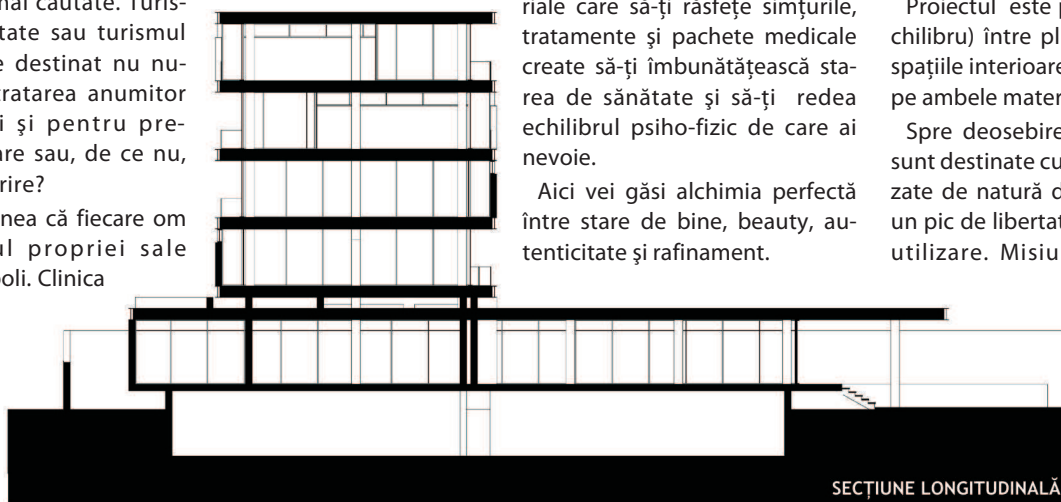 mai căutate. Turis-
tate sau turismul
e destinat nu nu-
tratarea anumitor
i şi pentru pre-
are sau, de ce nu,
rire?
nea că fiecare om
ul propriei sale
oli. Clinica
riale care să-ţi răsfeţe simţurile,
tratamente şi pachete medicale
create să-ţi îmbunătăţească sta-
rea de sănătate şi să-ţi redea
echilibrul psiho-fizic de care ai
nevoie.
Aici vei găsi alchimia perfectă
între stare de bine, beauty, au-
tenticitate şi rafinament.
Proiectul este p
chilibru) între pl
spaţiile interioare
pe ambele mater
Spre deosebire
sunt destinate cu
zate de natură d
un pic de libertat
utilizare. Misiu
SECŢIUNE LONGITUDINALĂ